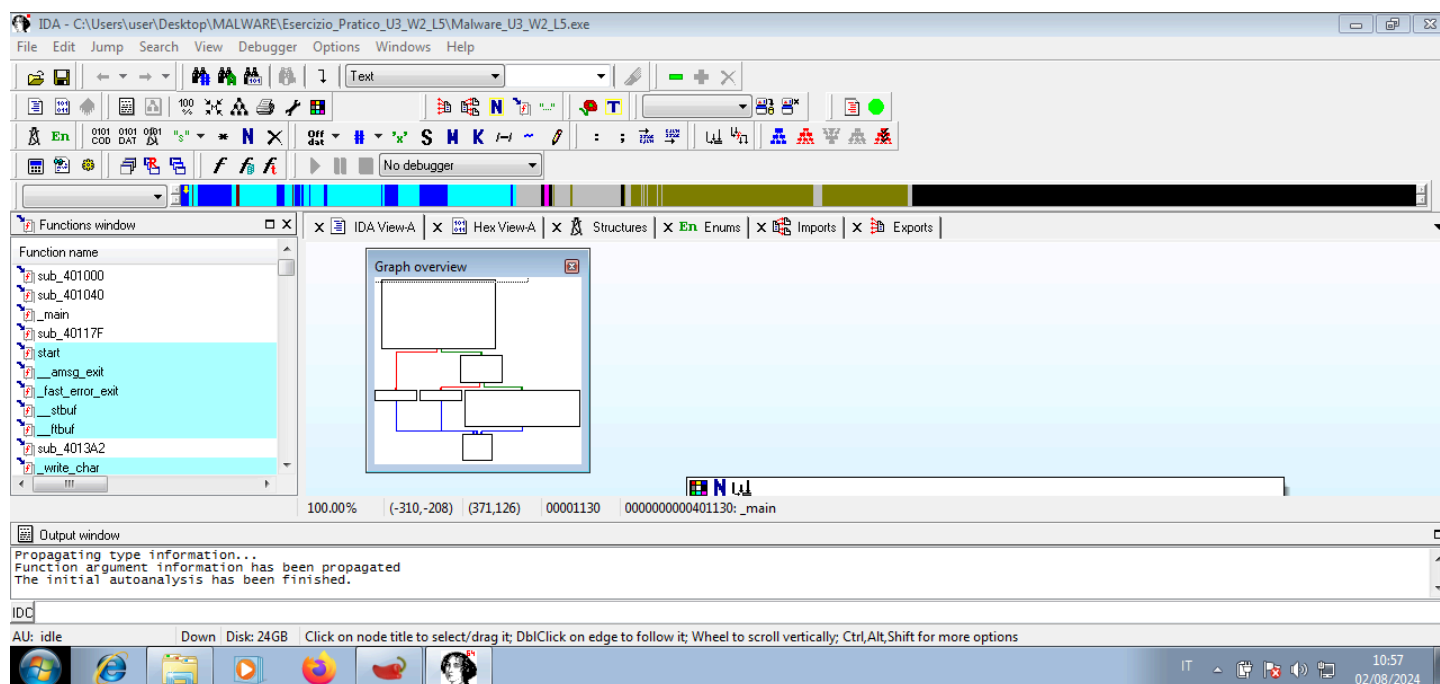 IDA - C:\Users\user\Desktop\MALWARE\Esercizio_Pratico_U3_W2_L5\Malware_U3_W2_L5.exe
File Edit Jump Search View Debugger Options Windows Help
Text
En
No debugger
Functions window
IDA View-A Hex View-A Structures En Enums Imports Exports
Function name
sub_401000
sub_401040
_main
sub_40117F
start
__amsg_exit
_fast_error_exit
__stbuf
__ftbuf
sub_4013A2
_write_char
Graph overview
100.00% (-310,-208) (371,126) 00001130 0000000000401130: _main
Output window
Propagating type information...
Function argument information has been propagated
The initial autoanalysis has been finished.
IDC
AU: idle Down Disk: 24GB Click on node title to select/drag it; DblClick on edge to follow it; Wheel to scroll vertically; Ctrl,Alt,Shift for more options
IT 10:57
02/08/2024